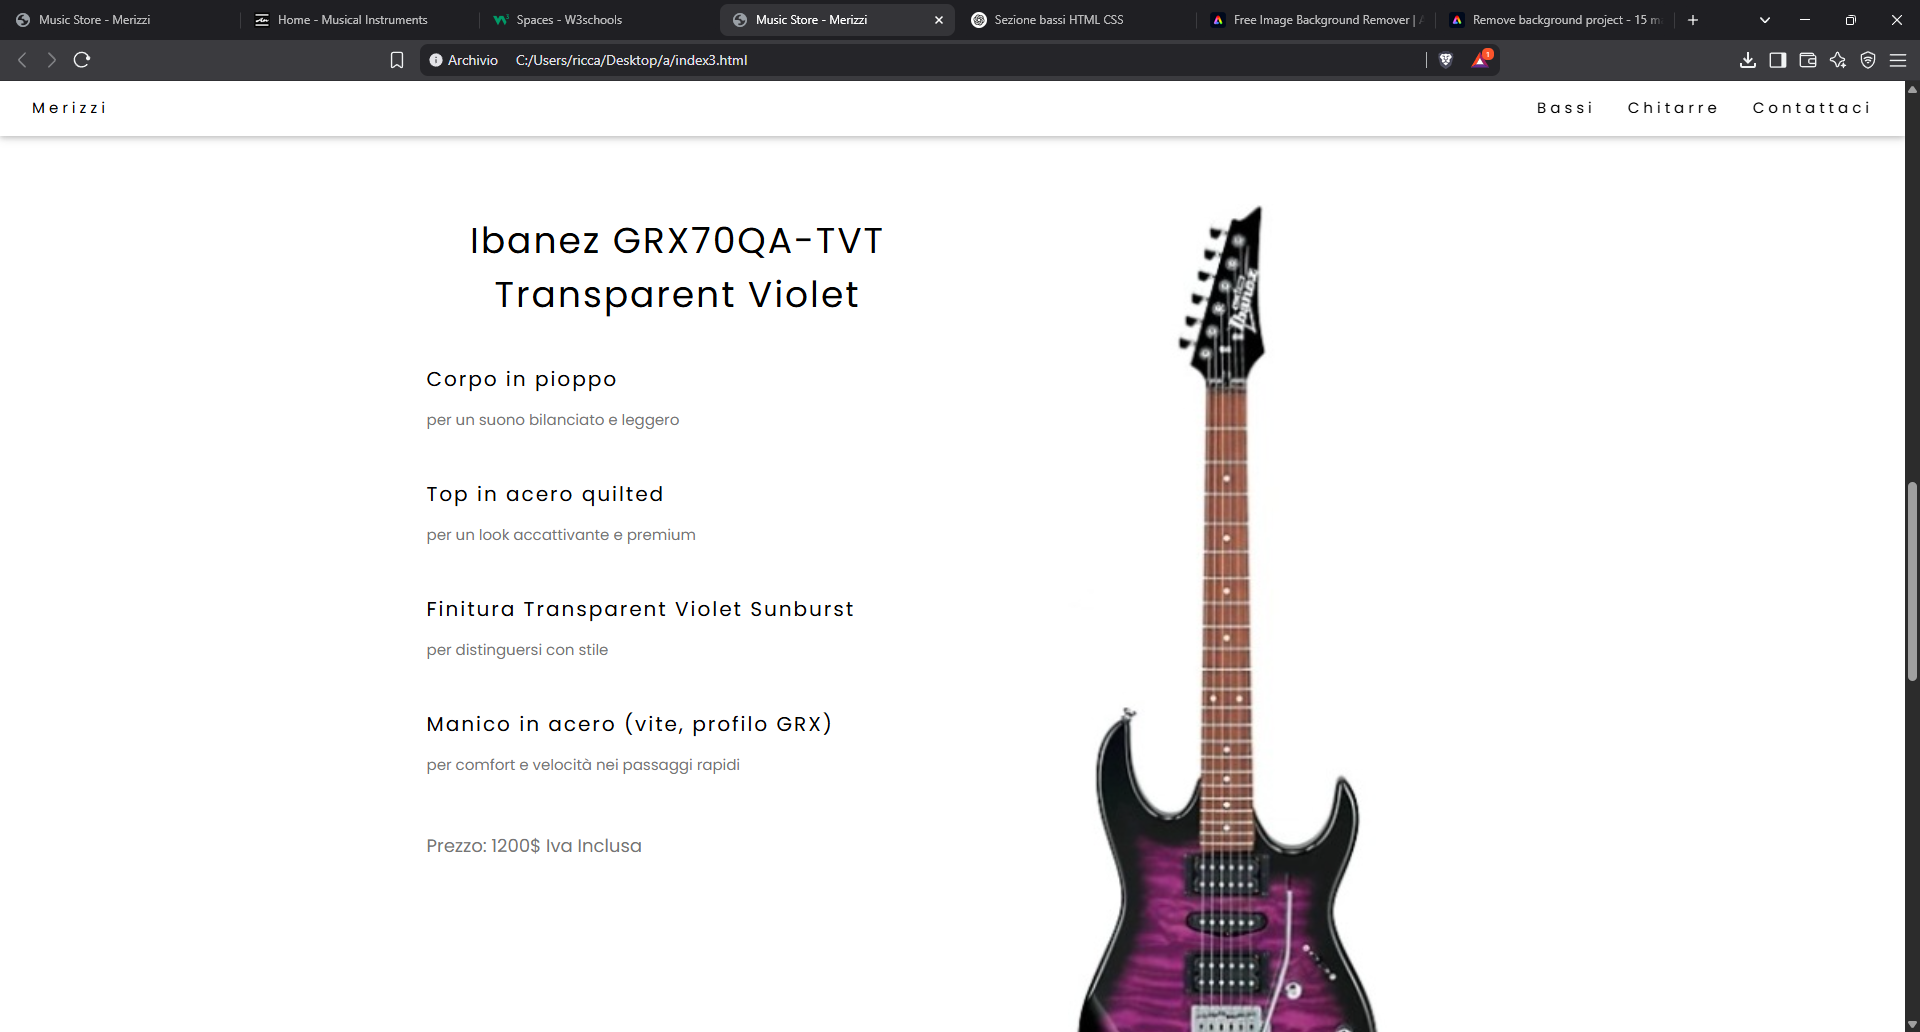 Music Store - Merizzi
Home - Musical Instruments
Spaces - W3schools
Music Store - Merizzi
Sezione bassi HTML CSS
Free Image Background Remover |
Remove background project - 15 m
Archivio
C:/Users/ricca/Desktop/a/index3.html
1
Merizzi
Bassi
Chitarre
Contattaci
Ibanez GRX70QA-TVT
Transparent Violet
Corpo in pioppo
per un suono bilanciato e leggero
Top in acero quilted
per un look accattivante e premium
Finitura Transparent Violet Sunburst
per distinguersi con stile
Manico in acero (vite, profilo GRX)
per comfort e velocità nei passaggi rapidi
Prezzo: 1200$ Iva Inclusa
Ibanez